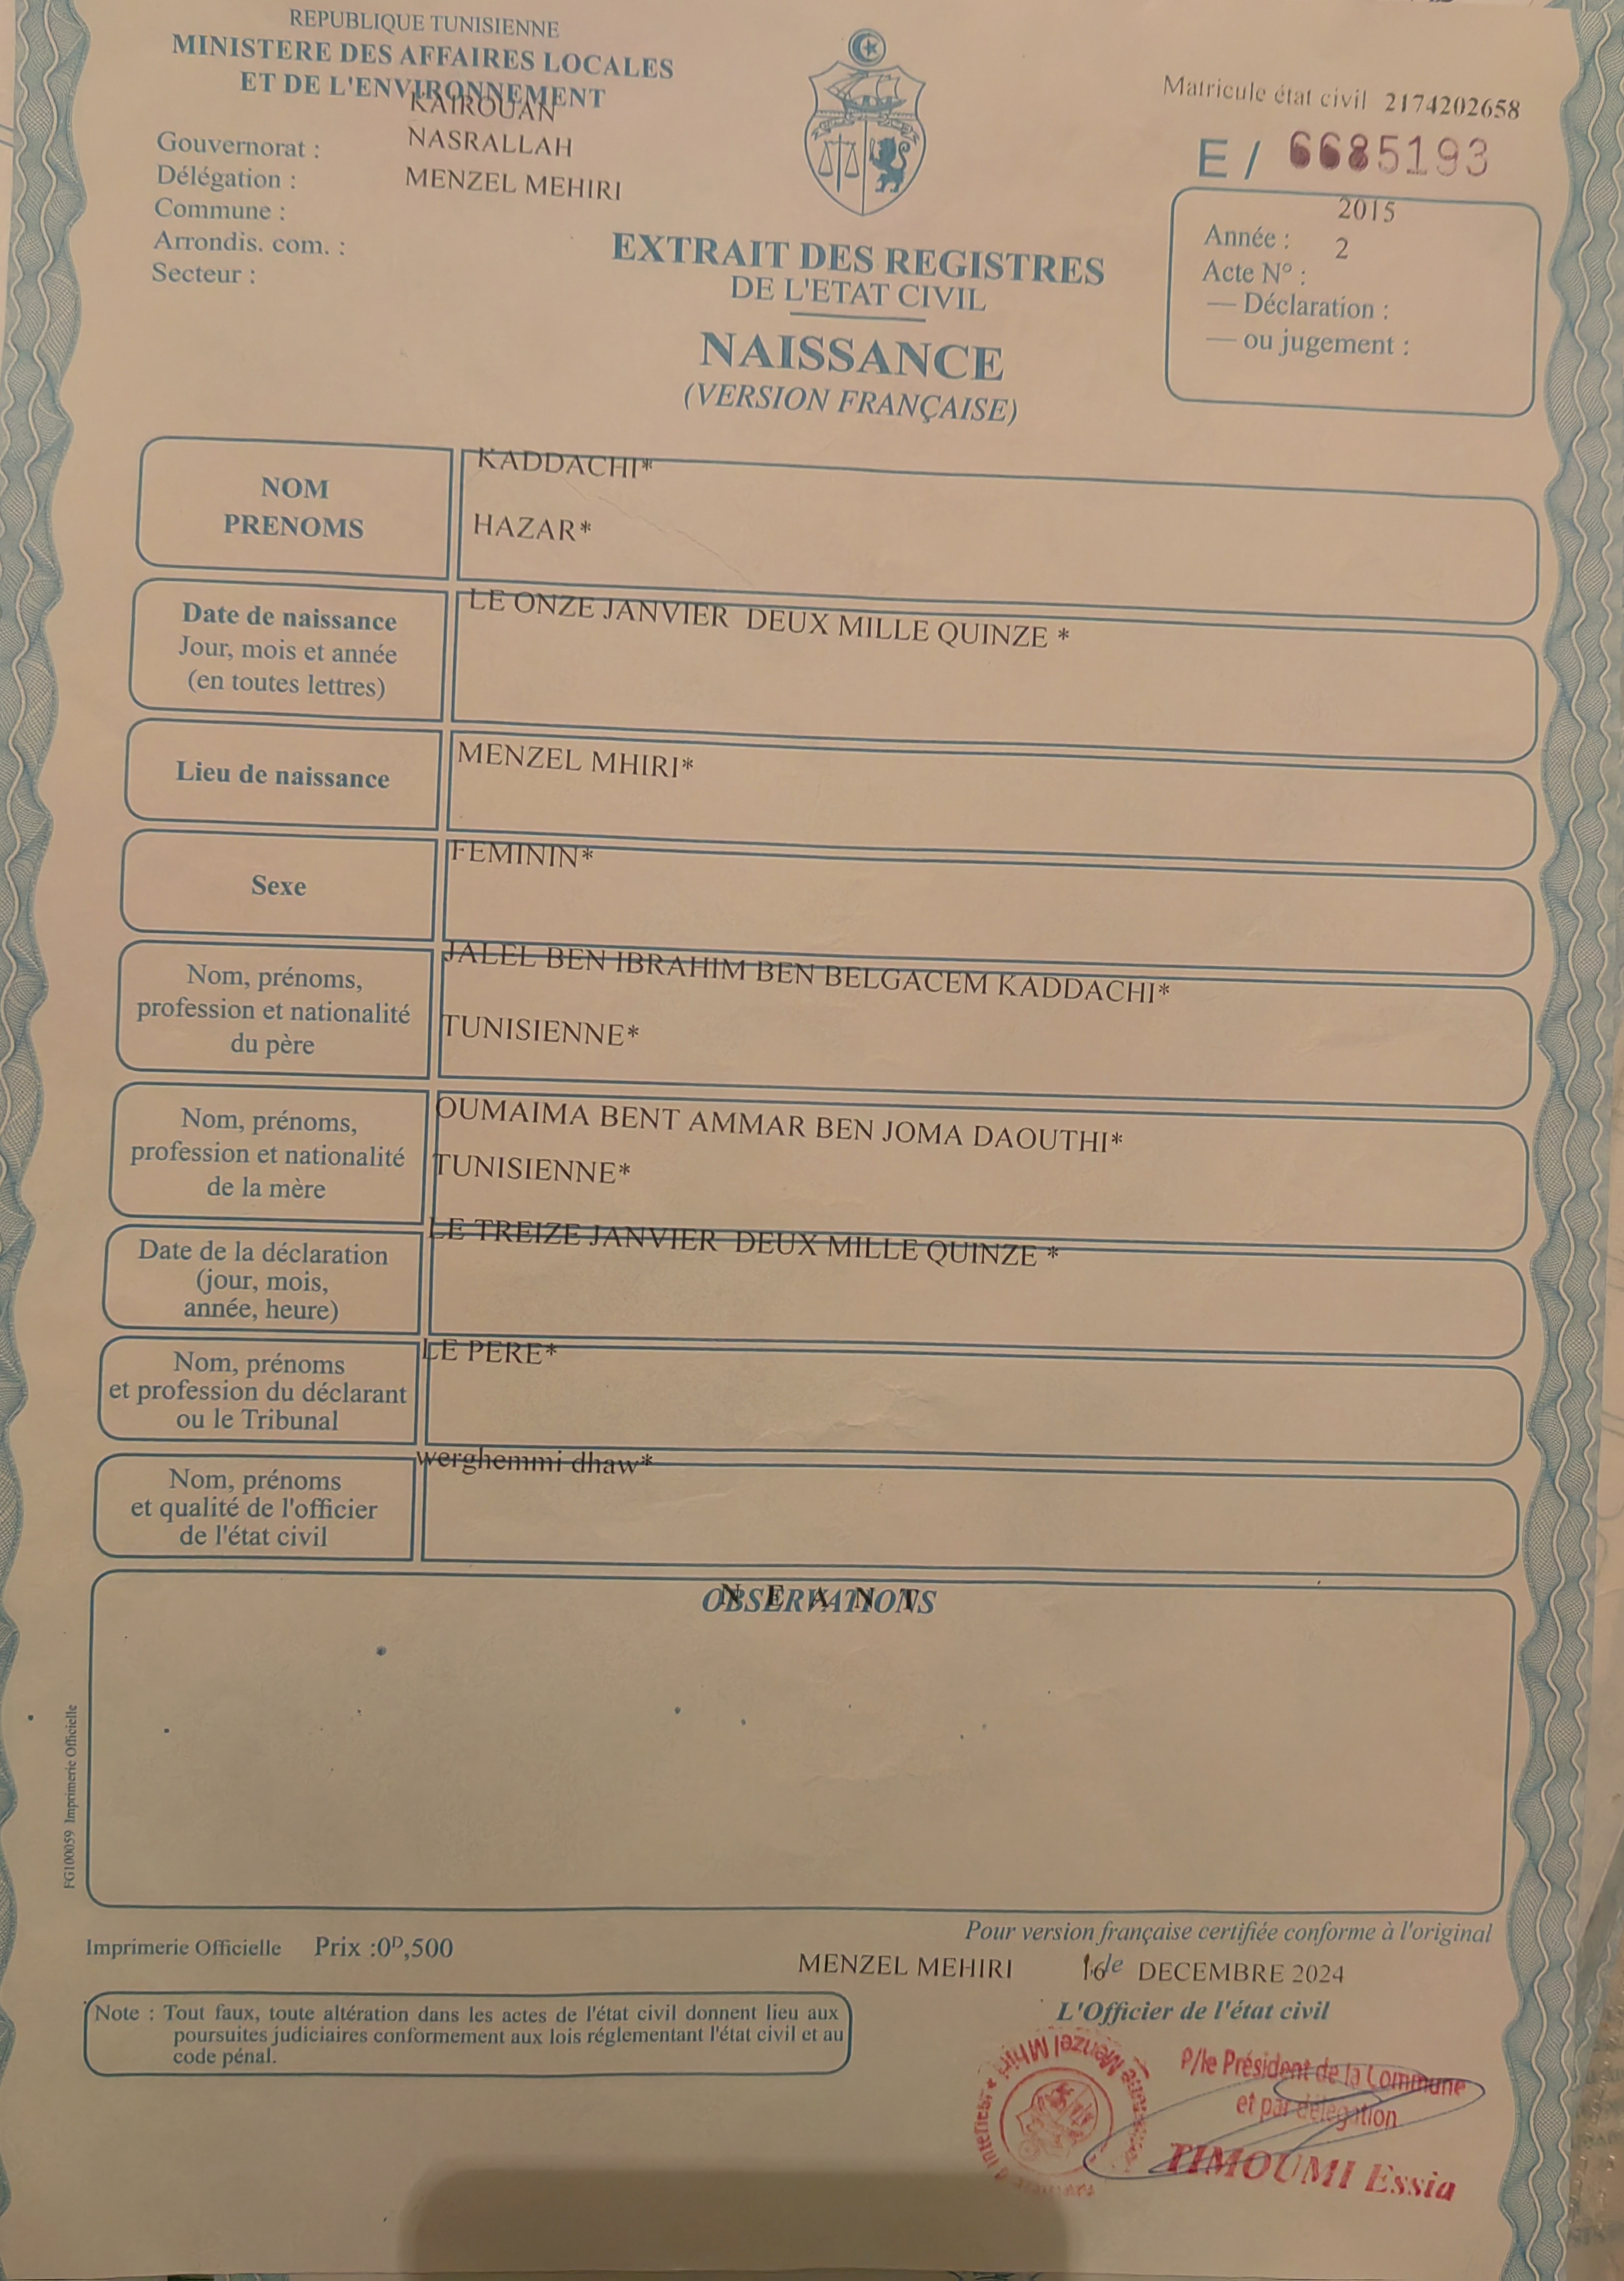 REPUBLIQUE TUNISIENNE
MINISTERE DES AFFAIRES LOCALES
ET DE L'ENVIRONNEMENT
KAIROUAN
Gouvernorat :
NASRALLAH
Délégation :
MENZEL MEHIRI
Commune :
Arrondis. com. :
Secteur :
Matricule état civil 2174202658
E / 6685193
2015
Année :
2
Acte N° :
— Déclaration :
— ou jugement :
EXTRAIT DES REGISTRES
DE L'ETAT CIVIL
NAISSANCE
(VERSION FRANÇAISE)
NOM
PRENOMS
KADDACHI*
HAZAR*
Date de naissance
Jour, mois et année
(en toutes lettres)
LE ONZE JANVIER DEUX MILLE QUINZE *
Lieu de naissance
MENZEL MHIRI*
Sexe
FEMININ*
Nom, prénoms,
profession et nationalité
du père
JALEL BEN IBRAHIM BEN BELGACEM KADDACHI*
TUNISIENNE*
Nom, prénoms,
profession et nationalité
de la mère
OUMAIMA BENT AMMAR BEN JOMA DAOUTHI*
TUNISIENNE*
Date de la déclaration
(jour, mois,
année, heure)
LE TREIZE JANVIER DEUX MILLE QUINZE *
Nom, prénoms
et profession du déclarant
ou le Tribunal
LE PERE*
Nom, prénoms
et qualité de l'officier
de l'état civil
werghemmi dhaw*
OBSERVATIONS
N E A N T
FG100059 Imprimerie Officielle
Imprimerie Officielle Prix :0D,500
Pour version française certifiée conforme à l'original
MENZEL MEHIRI 16 le DECEMBRE 2024
L'Officier de l'état civil
Note : Tout faux, toute altération dans les actes de l'état civil donnent lieu aux
poursuites judiciaires conformement aux lois réglementant l'état civil et au
code pénal.
Menzel Mhiri
P/le Président de la Commune
et par délégation
TIMOUMI Essia